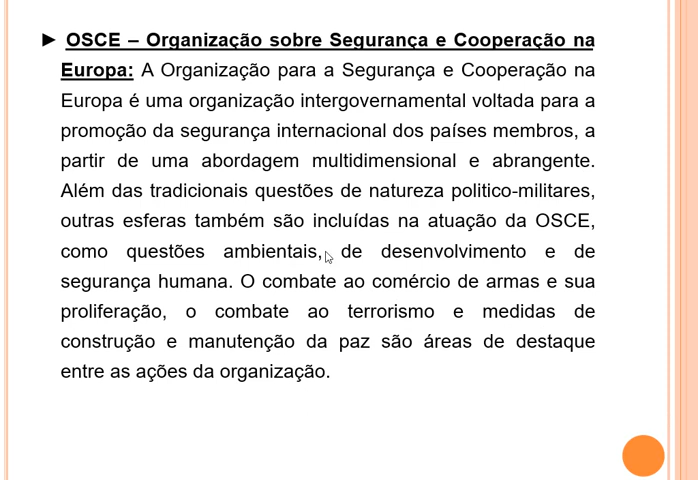 ► OSCE – Organização sobre Segurança e Cooperação na
Europa: A Organização para a Segurança e Cooperação na
Europa é uma organização intergovernamental voltada para a
promoção da segurança internacional dos países membros, a
partir de uma abordagem multidimensional e abrangente.
Além das tradicionais questões de natureza politico-militares,
outras esferas também são incluídas na atuação da OSCE,
como questões ambientais, de desenvolvimento e de
segurança humana. O combate ao comércio de armas e sua
proliferação, o combate ao terrorismo e medidas de
construção e manutenção da paz são áreas de destaque
entre as ações da organização.